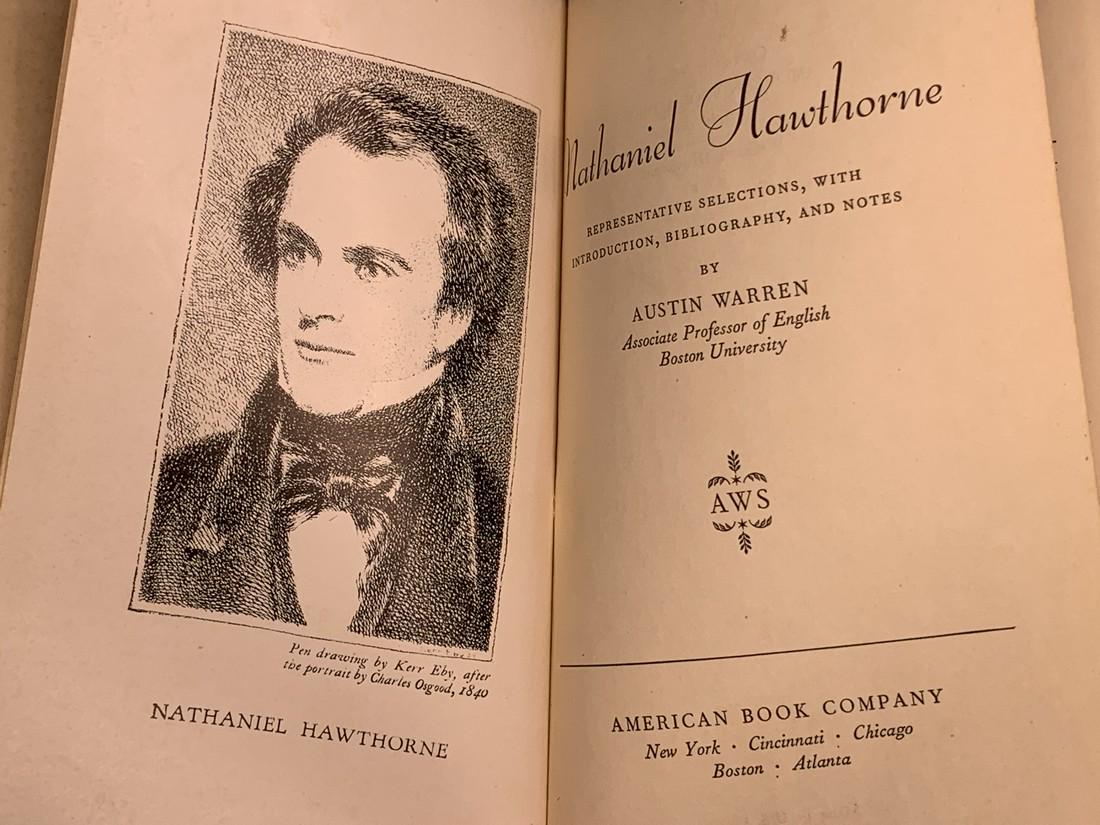 Pen drawing by Kerr Eby, after
the portrait by Charles Osgood, 1840
NATHANIEL HAWTHORNE
Nathaniel Hawthorne
REPRESENTATIVE SELECTIONS, WITH
INTRODUCTION, BIBLIOGRAPHY, AND NOTES
BY
AUSTIN WARREN
Associate Professor of English
Boston University
AWS
AMERICAN BOOK COMPANY
New York · Cincinnati · Chicago
Boston · Atlanta